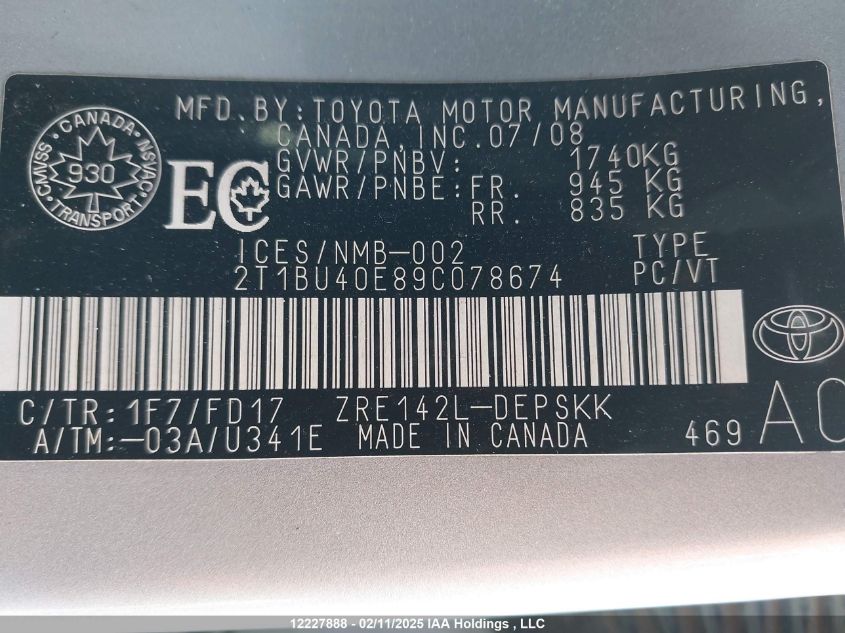 MFD.BY:TOYOTA MOTOR MANUFACTURING,
CANADA,INC.07/08
GVWR/PNBV: 1740KG
GAWR/PNBE:FR. 945 KG
RR. 835 KG
CANADA
CMVSS 930 NSVAC
TRANSPORT
EC
ICES/NMB-002 TYPE
2T1BU40E89C078674 PC/VT
C/TR:1F7/FD17 ZRE142L-DEPSKK
A/TM:-03A/U341E MADE IN CANADA 469 AC
12227888 - 02/11/2025 IAA Holdings , LLC